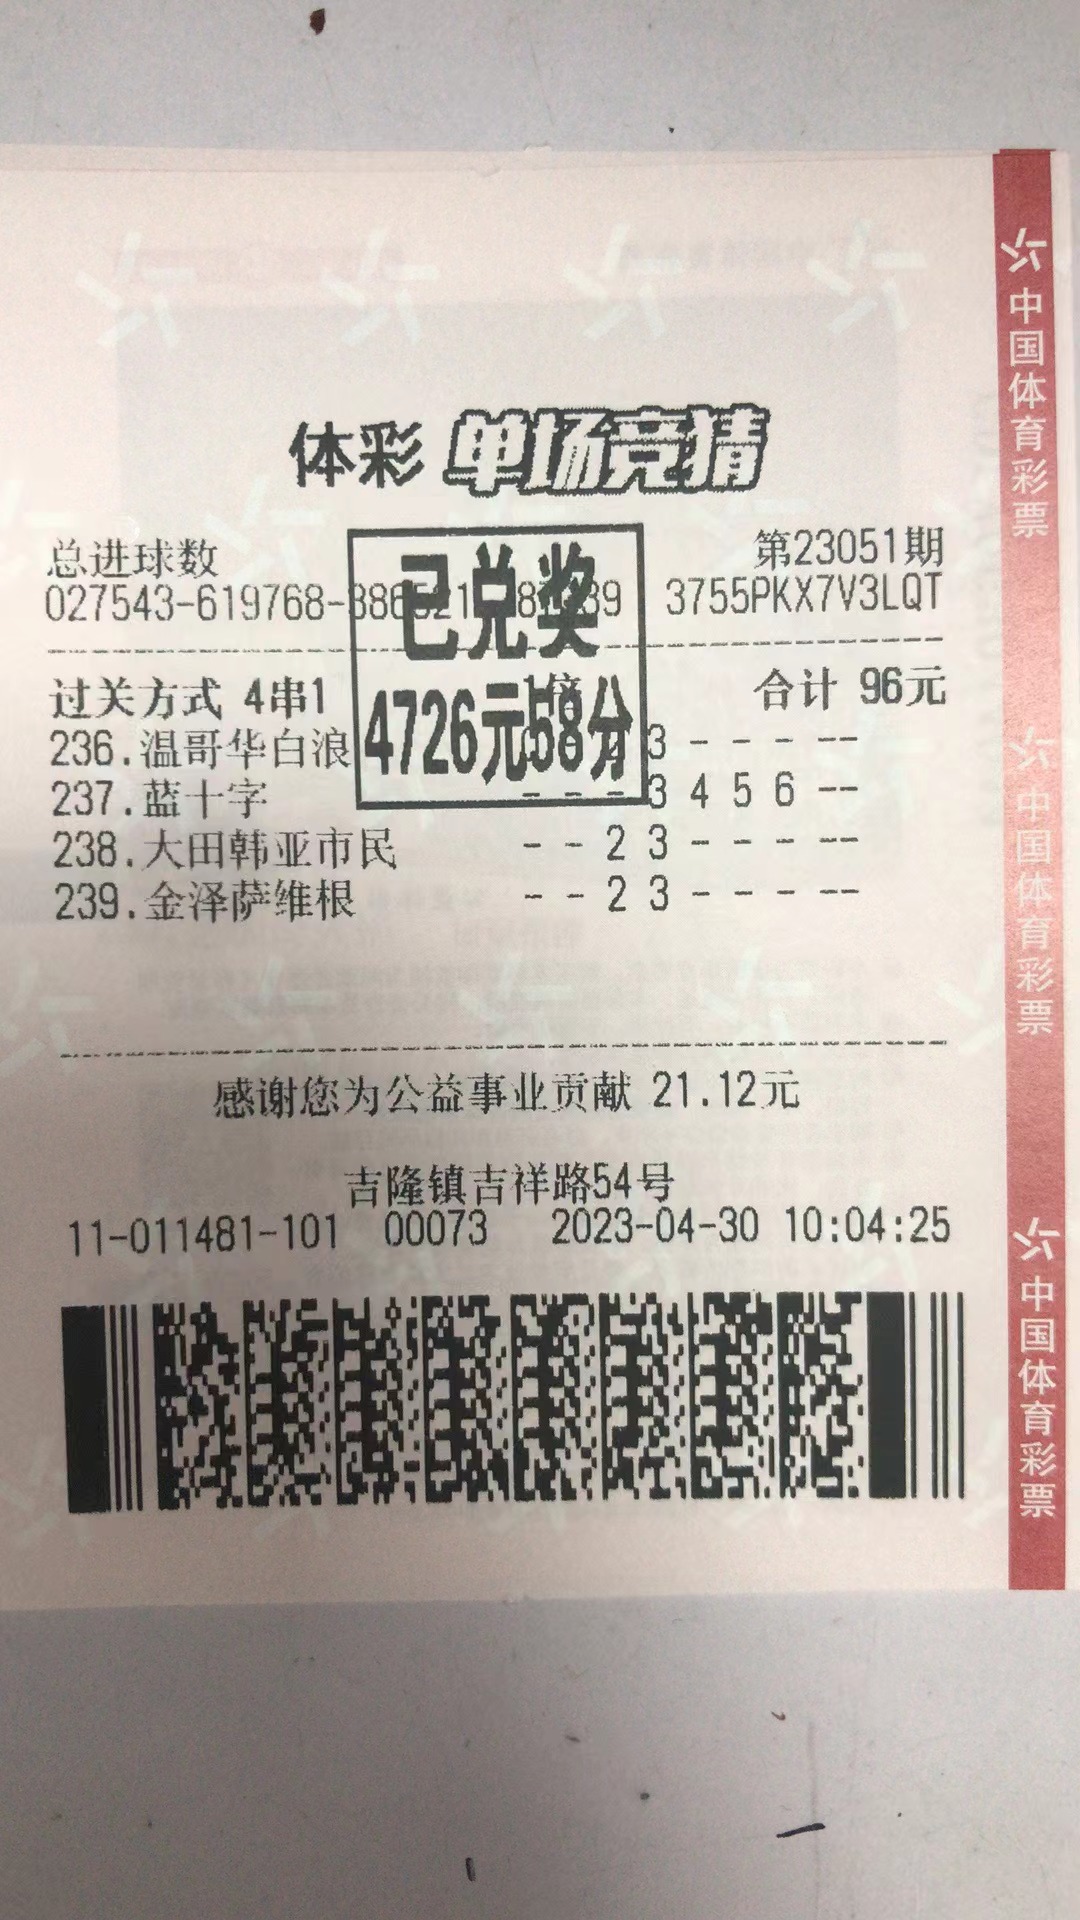 体彩 单场竞猜
总进球数 第23051期
027543-619768- 3755PKX7V3LQT
已兑奖
4726元58分
过关方式 4串1 1倍 合计 96元
236.温哥华白浪 3 - - - --
237.蓝十字 - - - 3 4 5 6 --
238.大田韩亚市民 - - 2 3 - - - --
239.金泽萨维根 - - 2 3 - - - --
感谢您为公益事业贡献 21.12元
吉隆镇吉祥路54号
11-011481-101 00073 2023-04-30 10:04:25
中国体育彩票
中国体育彩票
中国体育彩票